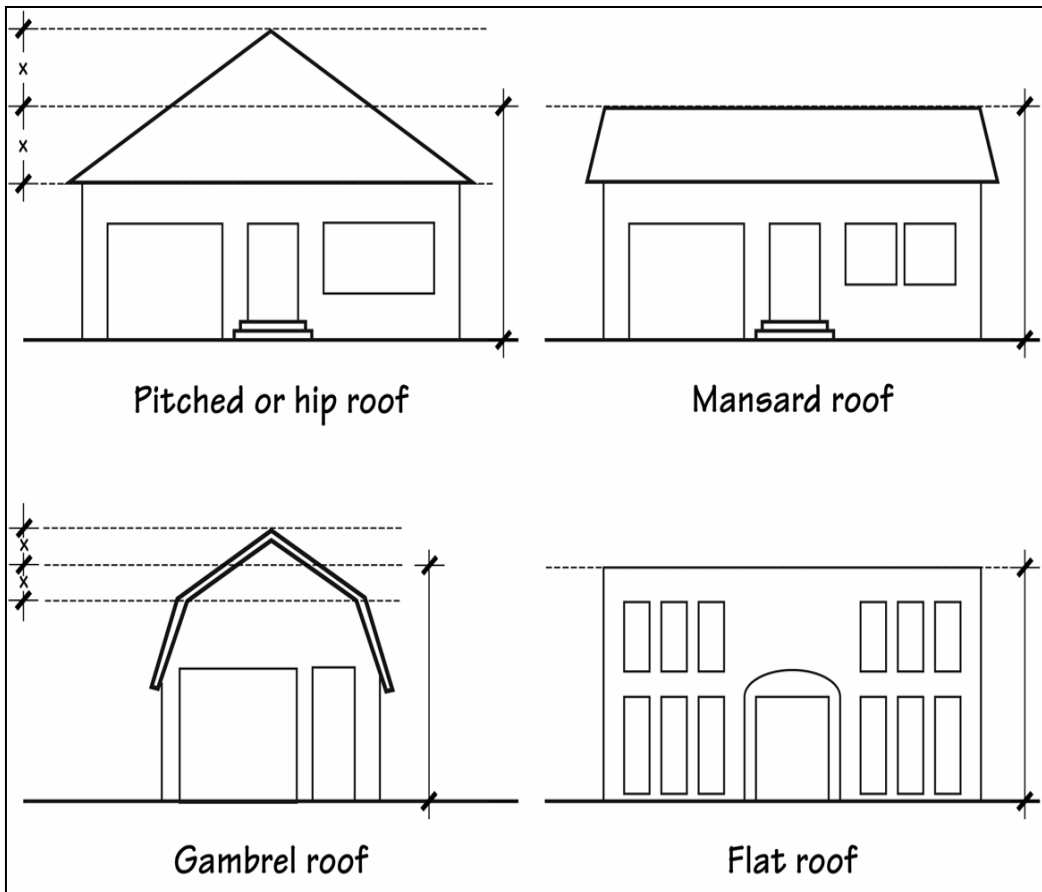 x
x
Pitched or hip roof
Mansard roof
x
x
Gambrel roof
Flat roof